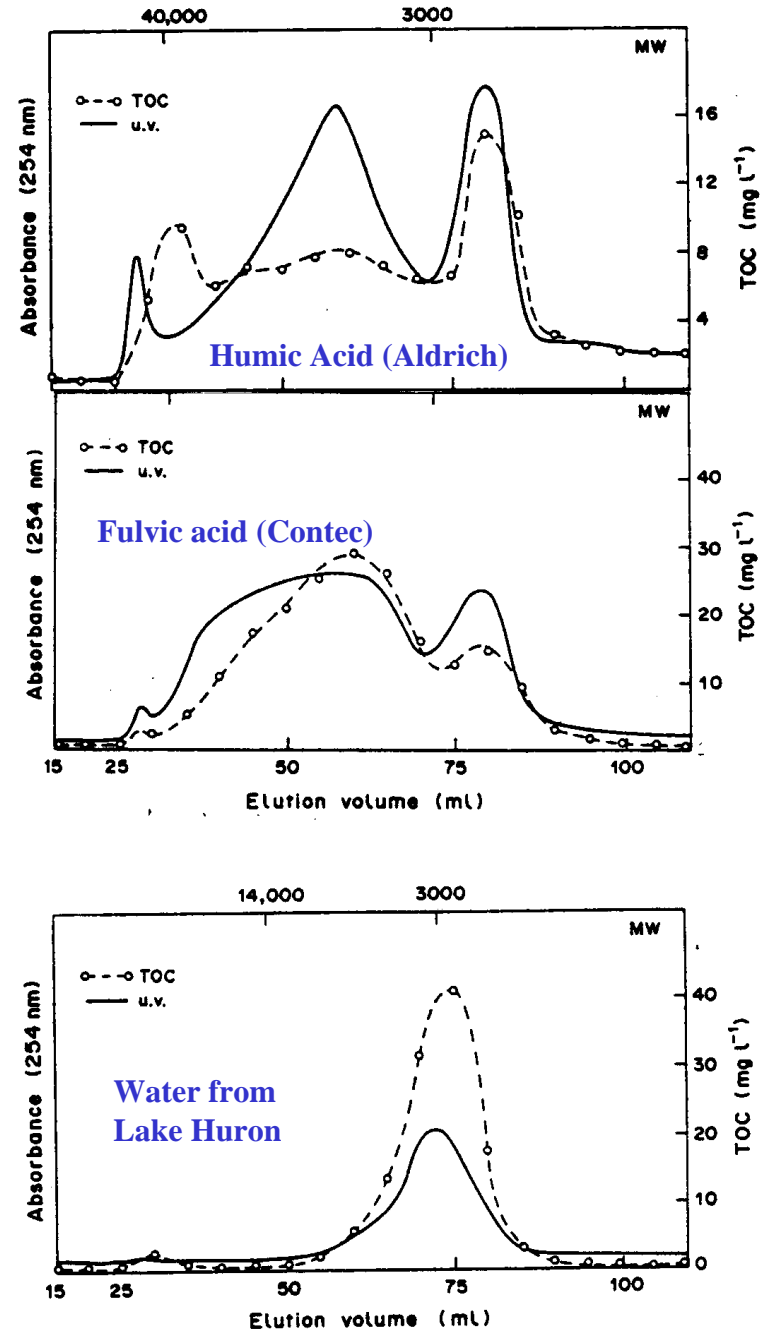 40,000 3000
MW
TOC
u.v.
Absorbance (254 nm)
16
12
8
4
TOC (mg l⁻¹)
Humic Acid (Aldrich)
MW
TOC
u.v.
Absorbance (254 nm)
Fulvic acid (Contec)
40
30
20
10
TOC (mg l⁻¹)
15 25 50 75 100
Elution volume (ml)
14,000 3000
MW
TOC
u.v.
Absorbance (254 nm)
Water from
Lake Huron
40
30
20
10
0
TOC (mg l⁻¹)
15 25 50 75 100
Elution volume (ml)